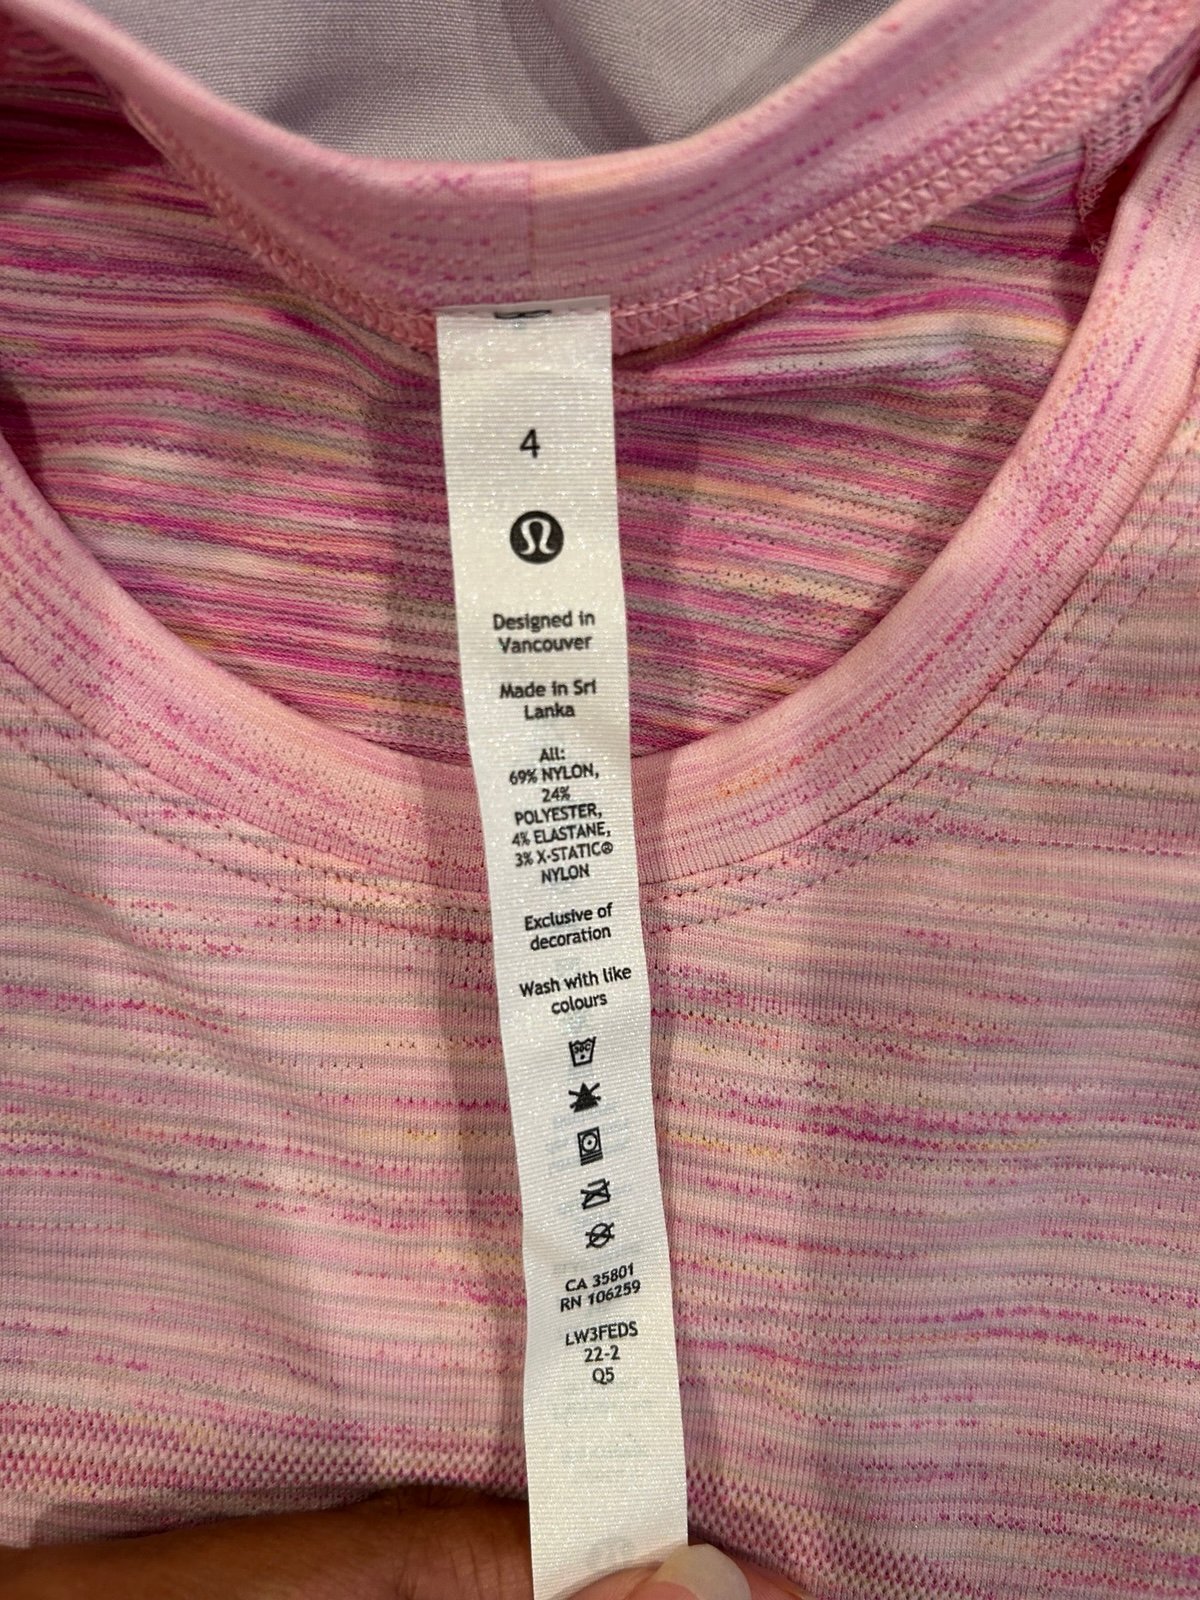 4
Designed in
Vancouver
Made in Sri
Lanka
All:
69% NYLON,
24%
POLYESTER,
4% ELASTANE,
3% X-STATIC®
NYLON
Exclusive of
decoration
Wash with like
colours
30C
CA 35801
RN 106259
LW3FEDS
22-2
Q5